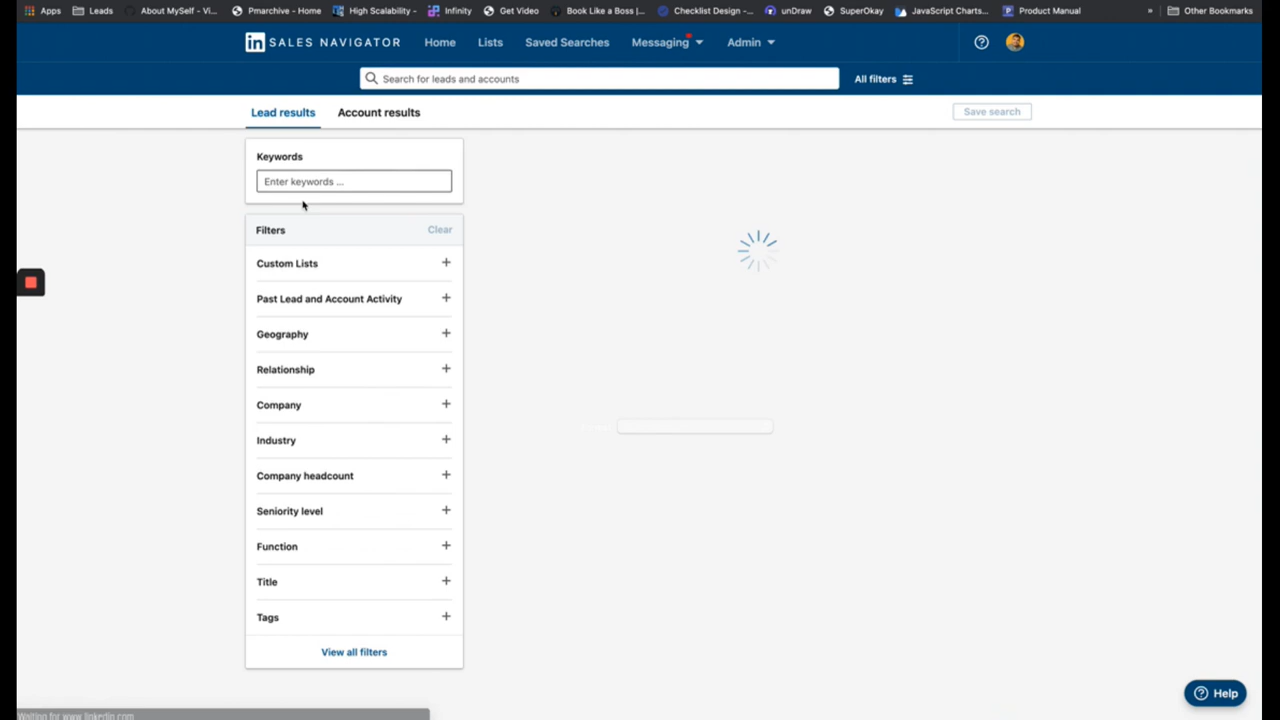 Apps Leads About MySelf - Vi... Pmarchive - Home High Scalability - Infinity Get Video Book Like a Boss |... Checklist Design -... unDraw SuperOkay JavaScript Charts... Product Manual » Other Bookmarks
in SALES NAVIGATOR Home Lists Saved Searches Messaging Admin
Search for leads and accounts All filters
Lead results Account results Save search
Keywords
Enter keywords ...
Filters Clear
Custom Lists +
Past Lead and Account Activity +
Geography +
Relationship +
Company +
Industry +
Company headcount +
Seniority level +
Function +
Title +
Tags +
View all filters
Help
Waiting for www.linkedin.com